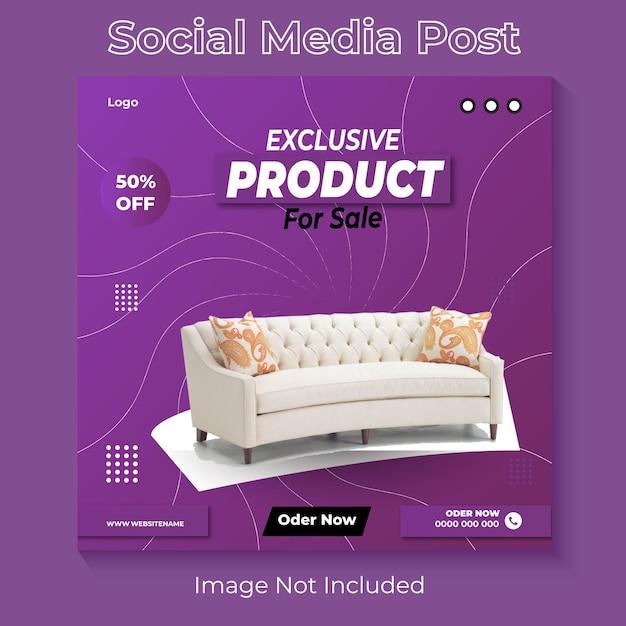 Social Media Post
Logo
EXCLUSIVE
PRODUCT
For Sale
50%
OFF
WWW.WEBSITENAME
Oder Now
ODER NOW
0000 000 000
Image Not Included